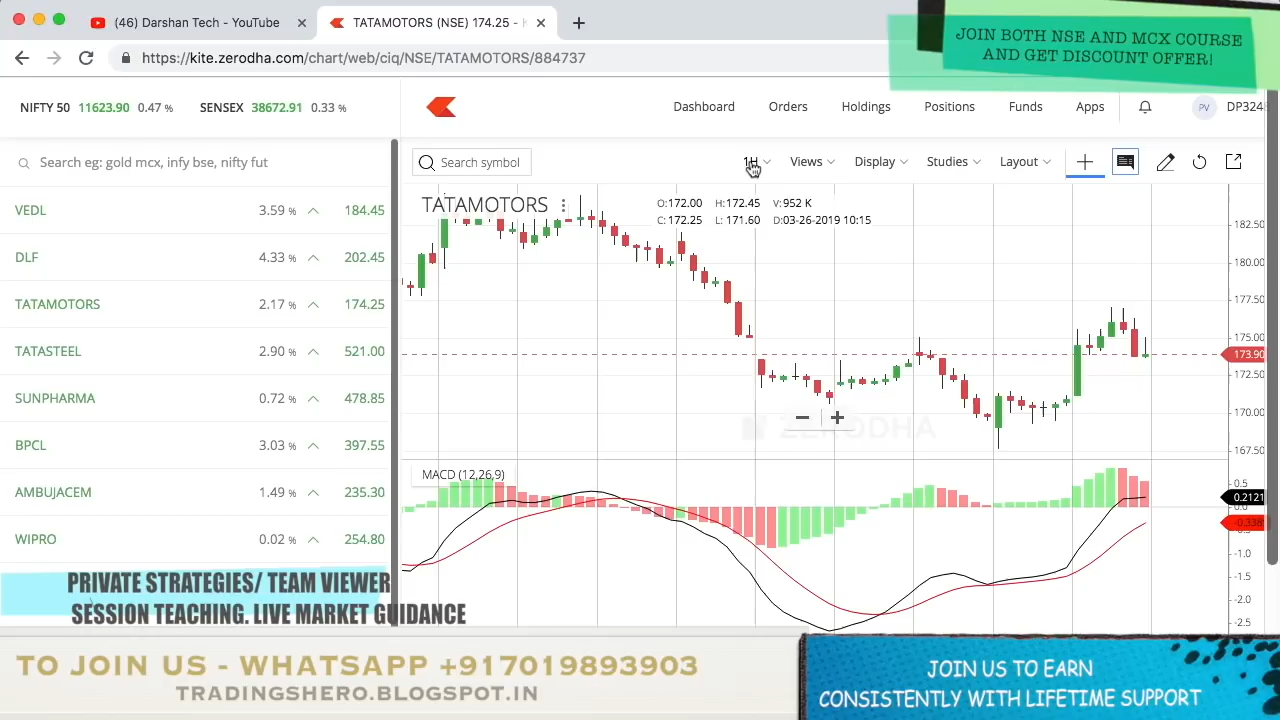 (46) Darshan Tech - YouTube
TATAMOTORS (NSE) 174.25 -
JOIN BOTH NSE AND MCX COURSE
AND GET DISCOUNT OFFER!
https://kite.zerodha.com/chart/web/ciq/NSE/TATAMOTORS/884737
NIFTY 50 11623.90 0.47 % SENSEX 38672.91 0.33 %
Dashboard Orders Holdings Positions Funds Apps PV
Search eg: gold mcx, infy bse, nifty fut
Search symbol 1H Views Display Studies Layout
VEDL 3.59 % 184.45
DLF 4.33 % 202.45
TATAMOTORS 2.17 % 174.25
TATASTEEL 2.90 % 521.00
SUNPHARMA 0.72 % 478.85
BPCL 3.03 % 397.55
AMBUJACEM 1.49 % 235.30
WIPRO 0.02 % 254.80
TATAMOTORS
O:172.00 H:172.45 V:952 K
C:172.25 L:171.60 D:03-26-2019 10:15
182.50
180.00
177.50
175.00
173.90
172.50
170.00
167.50
ZERODHA
MACD (12,26,9)
0.5
0.2121
0.0
-1.0
-1.5
-2.0
-2.5
PRIVATE STRATEGIES/ TEAM VIEWER
SESSION TEACHING. LIVE MARKET GUIDANCE
TO JOIN US - WHATSAPP +917019893903
TRADINGSHERO.BLOGSPOT.IN
JOIN US TO EARN
CONSISTENTLY WITH LIFETIME SUPPORT